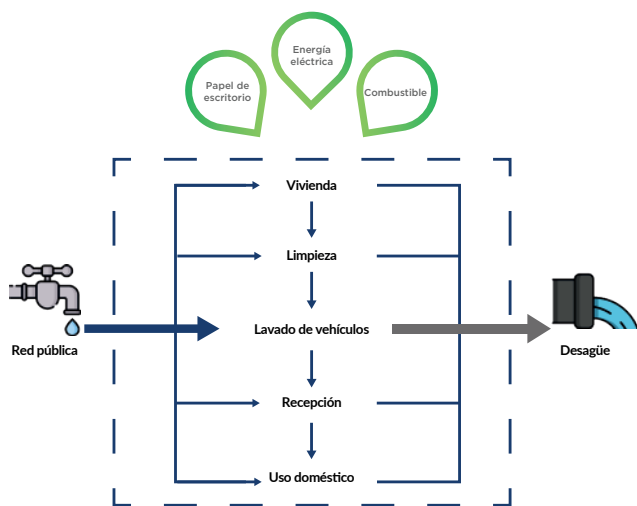 Energía
eléctrica
Papel de
escritorio
Combustible
Vivienda
Limpieza
Lavado de vehículos
Red pública
Desagüe
Recepción
Uso doméstico